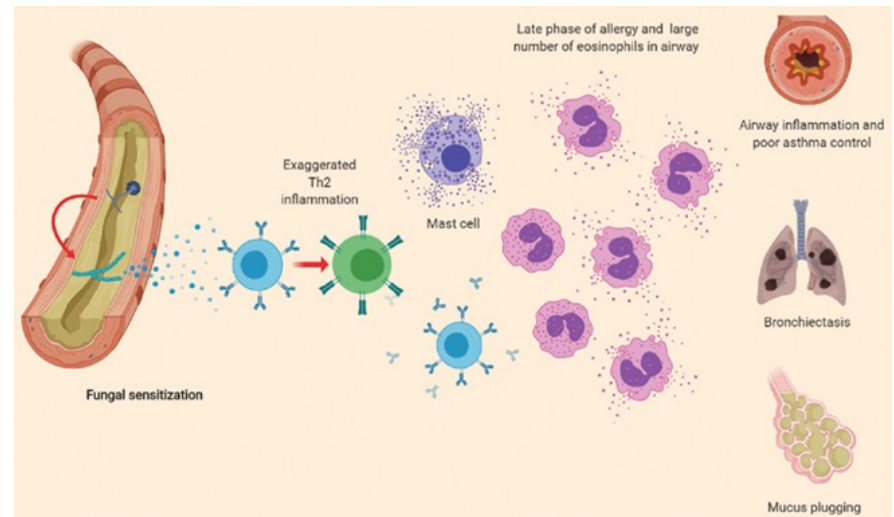 Late phase of allergy and large
number of eosinophils in airway
Airway inflammation and
poor asthma control
Exaggerated
Th2
inflammation
Mast cell
Bronchiectasis
Fungal sensitization
Mucus plugging